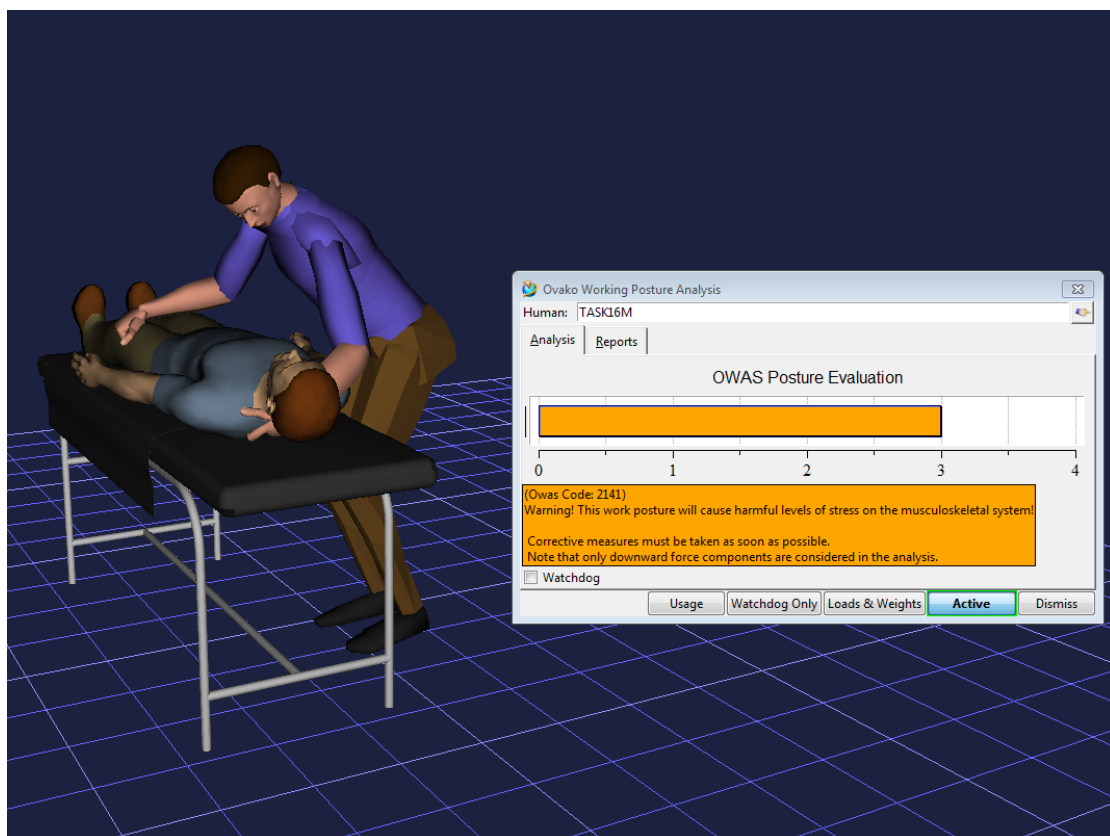 Ovako Working Posture Analysis
Human: TASK16M
Analysis Reports
OWAS Posture Evaluation
0 1 2 3 4
(Owas Code: 2141)
Warning! This work posture will cause harmful levels of stress on the musculoskeletal system!
Corrective measures must be taken as soon as possible.
Note that only downward force components are considered in the analysis.
Watchdog
Usage Watchdog Only Loads & Weights Active Dismiss